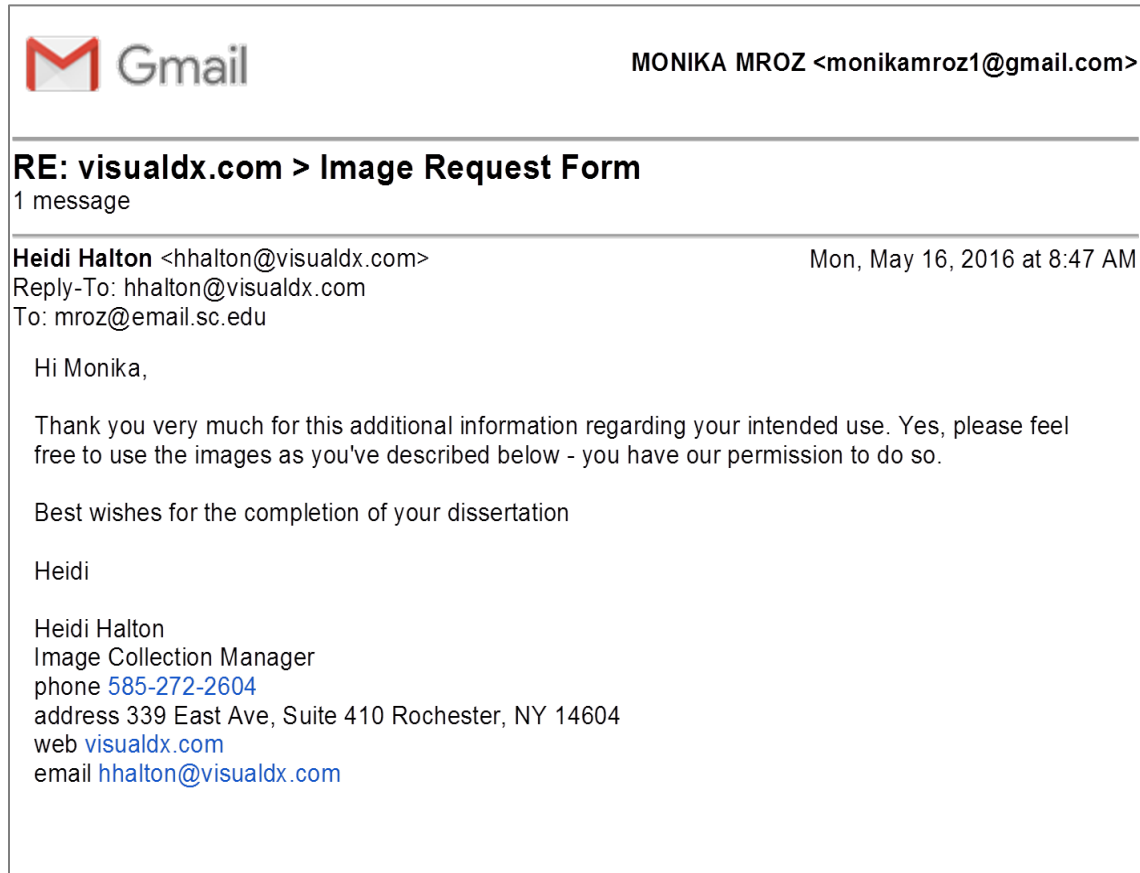 Gmail
MONIKA MROZ <monikamroz1@gmail.com>
RE: visualdx.com > Image Request Form
1 message
Heidi Halton <hhalton@visualdx.com>
Mon, May 16, 2016 at 8:47 AM
Reply-To: hhalton@visualdx.com
To: mroz@email.sc.edu
Hi Monika,
Thank you very much for this additional information regarding your intended use. Yes, please feel
free to use the images as you've described below - you have our permission to do so.
Best wishes for the completion of your dissertation
Heidi
Heidi Halton
Image Collection Manager
phone 585-272-2604
address 339 East Ave, Suite 410 Rochester, NY 14604
web visualdx.com
email hhalton@visualdx.com